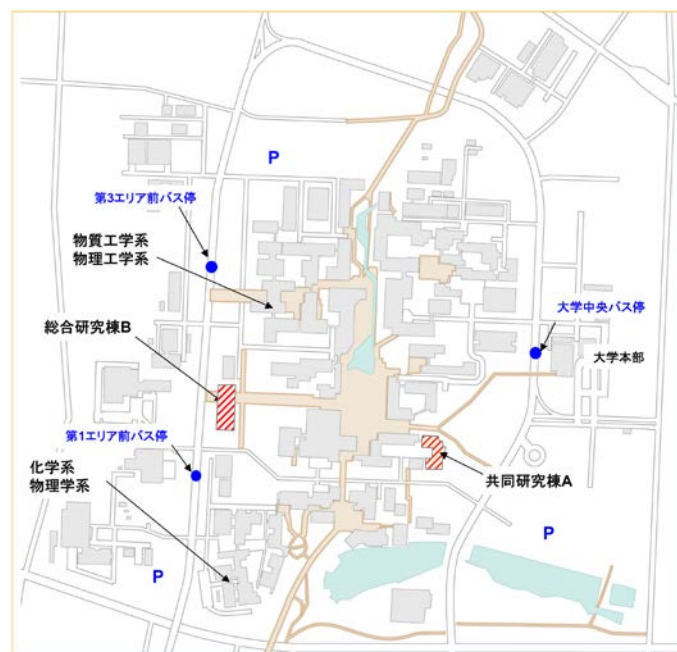 P
第3エリア前バス停
物質工学系
物理工学系
大学中央バス停
総合研究棟B
大学本部
第1エリア前バス停
化学系
物理学系
共同研究棟A
P
P